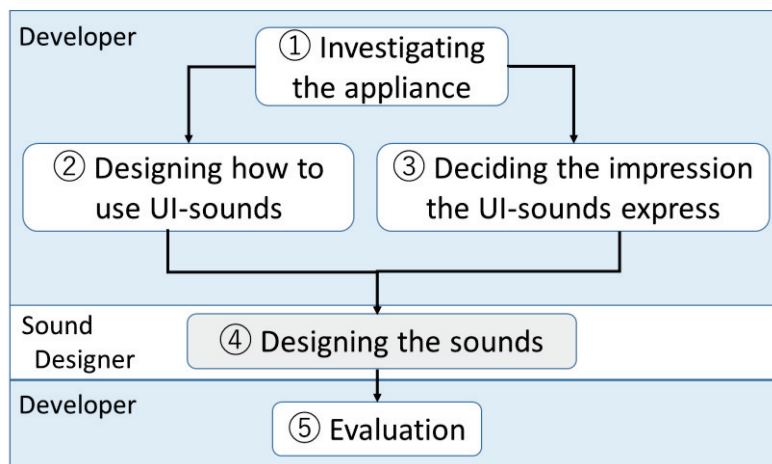 Developer
① Investigating
the appliance
② Designing how to
use UI-sounds
③ Deciding the impression
the UI-sounds express
Sound
Designer
④ Designing the sounds
Developer
⑤ Evaluation